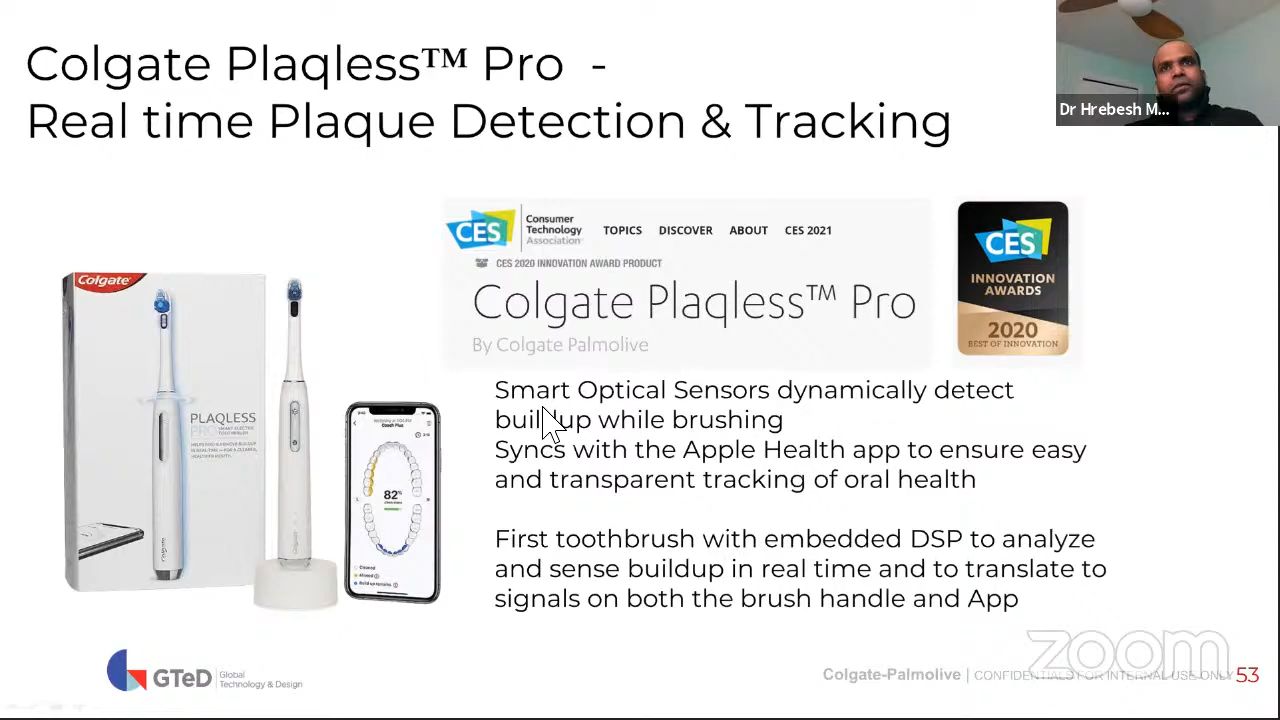 Colgate Plaqless™ Pro -
Real time Plaque Detection & Tracking
Dr Hrebesh M...
CES
Consumer
Technology
Association
TOPICS DISCOVER ABOUT CES 2021
CES 2020 INNOVATION AWARD PRODUCT
Colgate Plaqless™ Pro
By Colgate Palmolive
CES
INNOVATION
AWARDS
2020
BEST OF INNOVATION
Colgate
PLAQLESS
PRO SMART ELECTRIC
TOOTHBRUSH
82%
Smart Optical Sensors dynamically detect
buildup while brushing
Syncs with the Apple Health app to ensure easy
and transparent tracking of oral health
First toothbrush with embedded DSP to analyze
and sense buildup in real time and to translate to
signals on both the brush handle and App
GTeD
Global
Technology & Design
zoom
Colgate-Palmolive | CONFIDENTIALS FOR INTERNAL USE ONLY 53